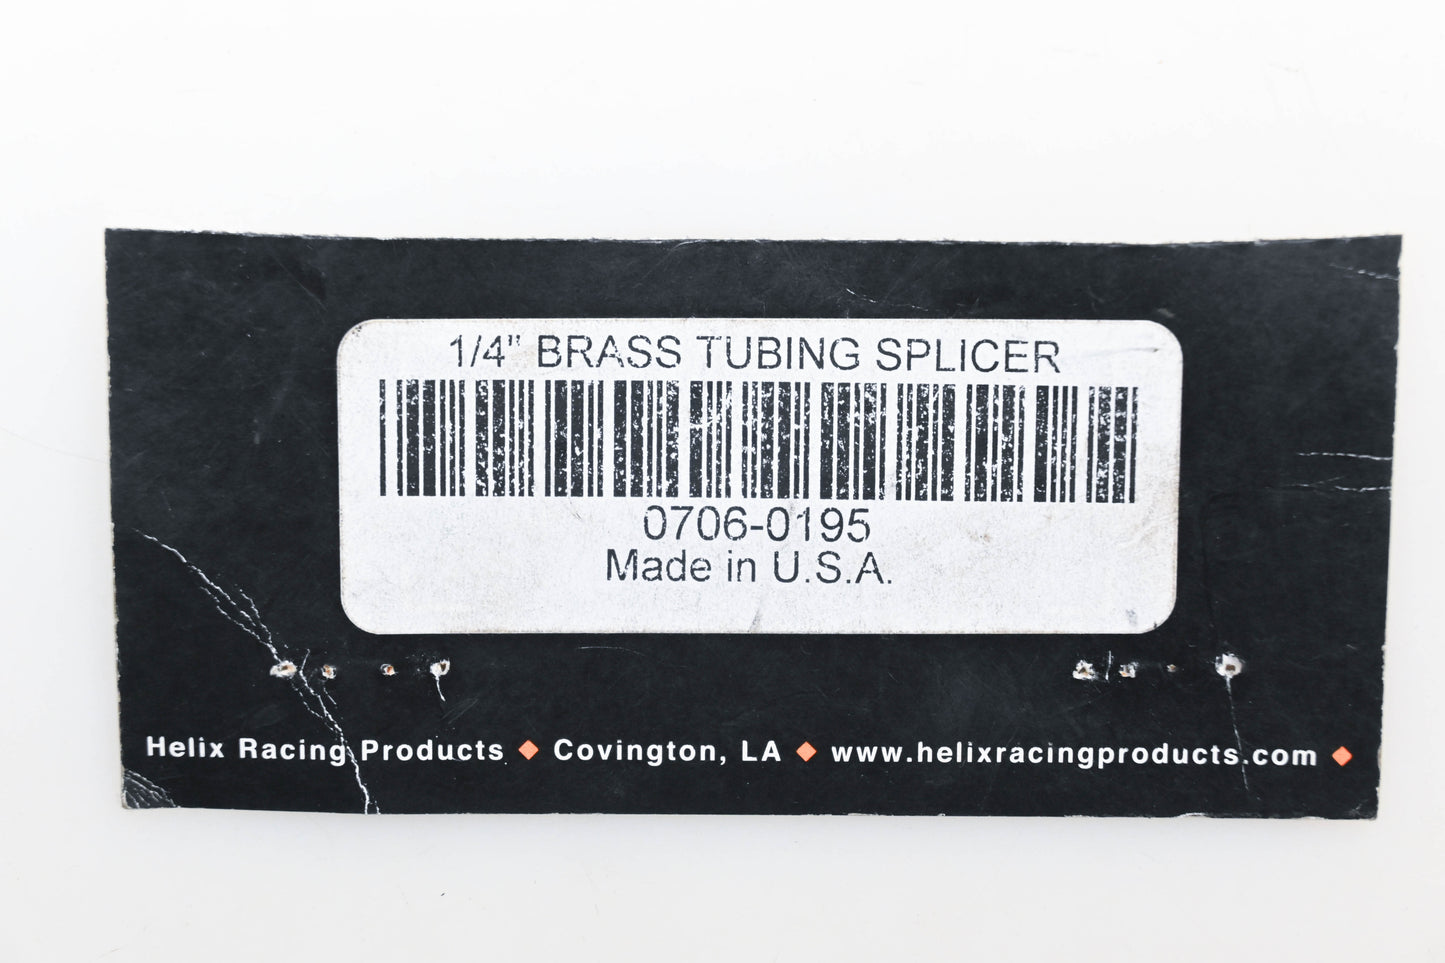 1/4" BRASS TUBING SPLICER
0706-0195
Made in U.S.A.
Helix Racing Products ◆ Covington, LA ◆ www.helixracingproducts.com ◆